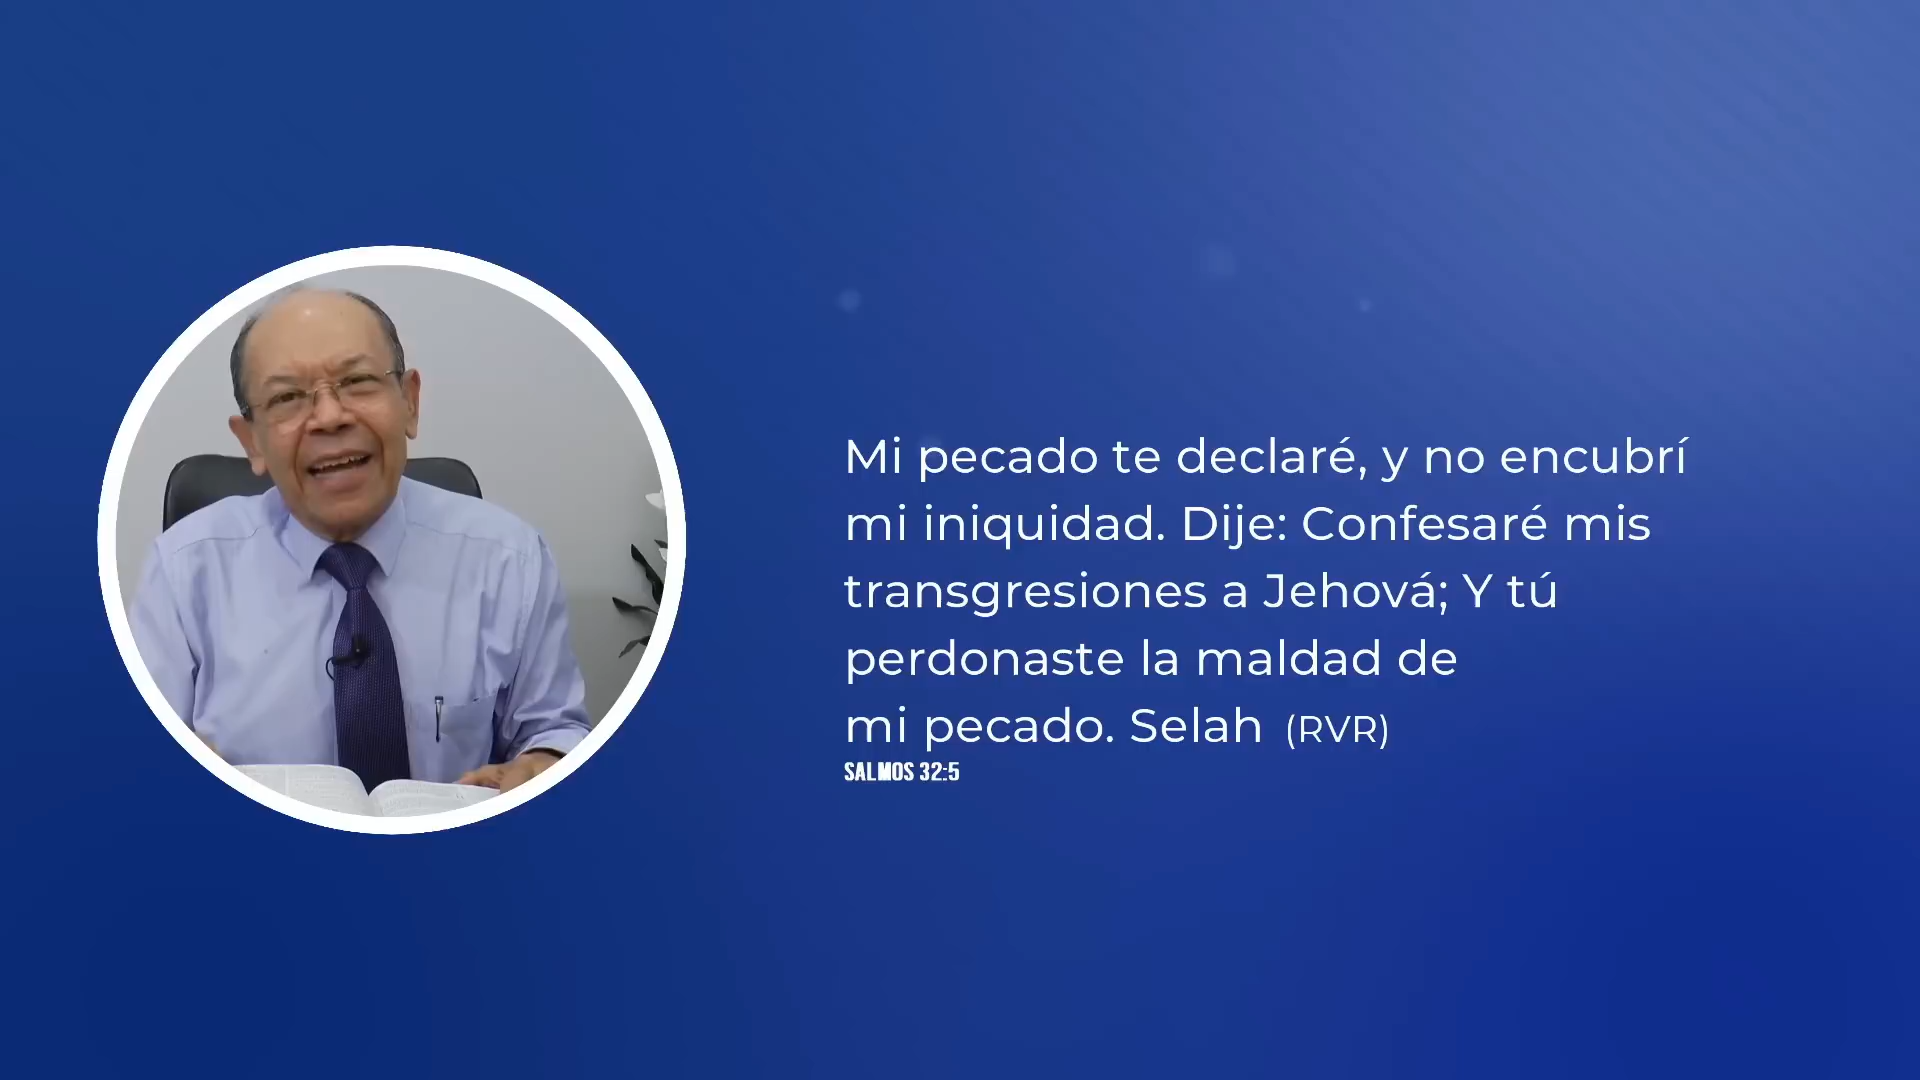 Mi pecado te declaré, y no encubrí
mi iniquidad. Dije: Confesaré mis
transgresiones a Jehová; Y tú
perdonaste la maldad de
mi pecado. Selah (RVR)
SALMOS 32:5